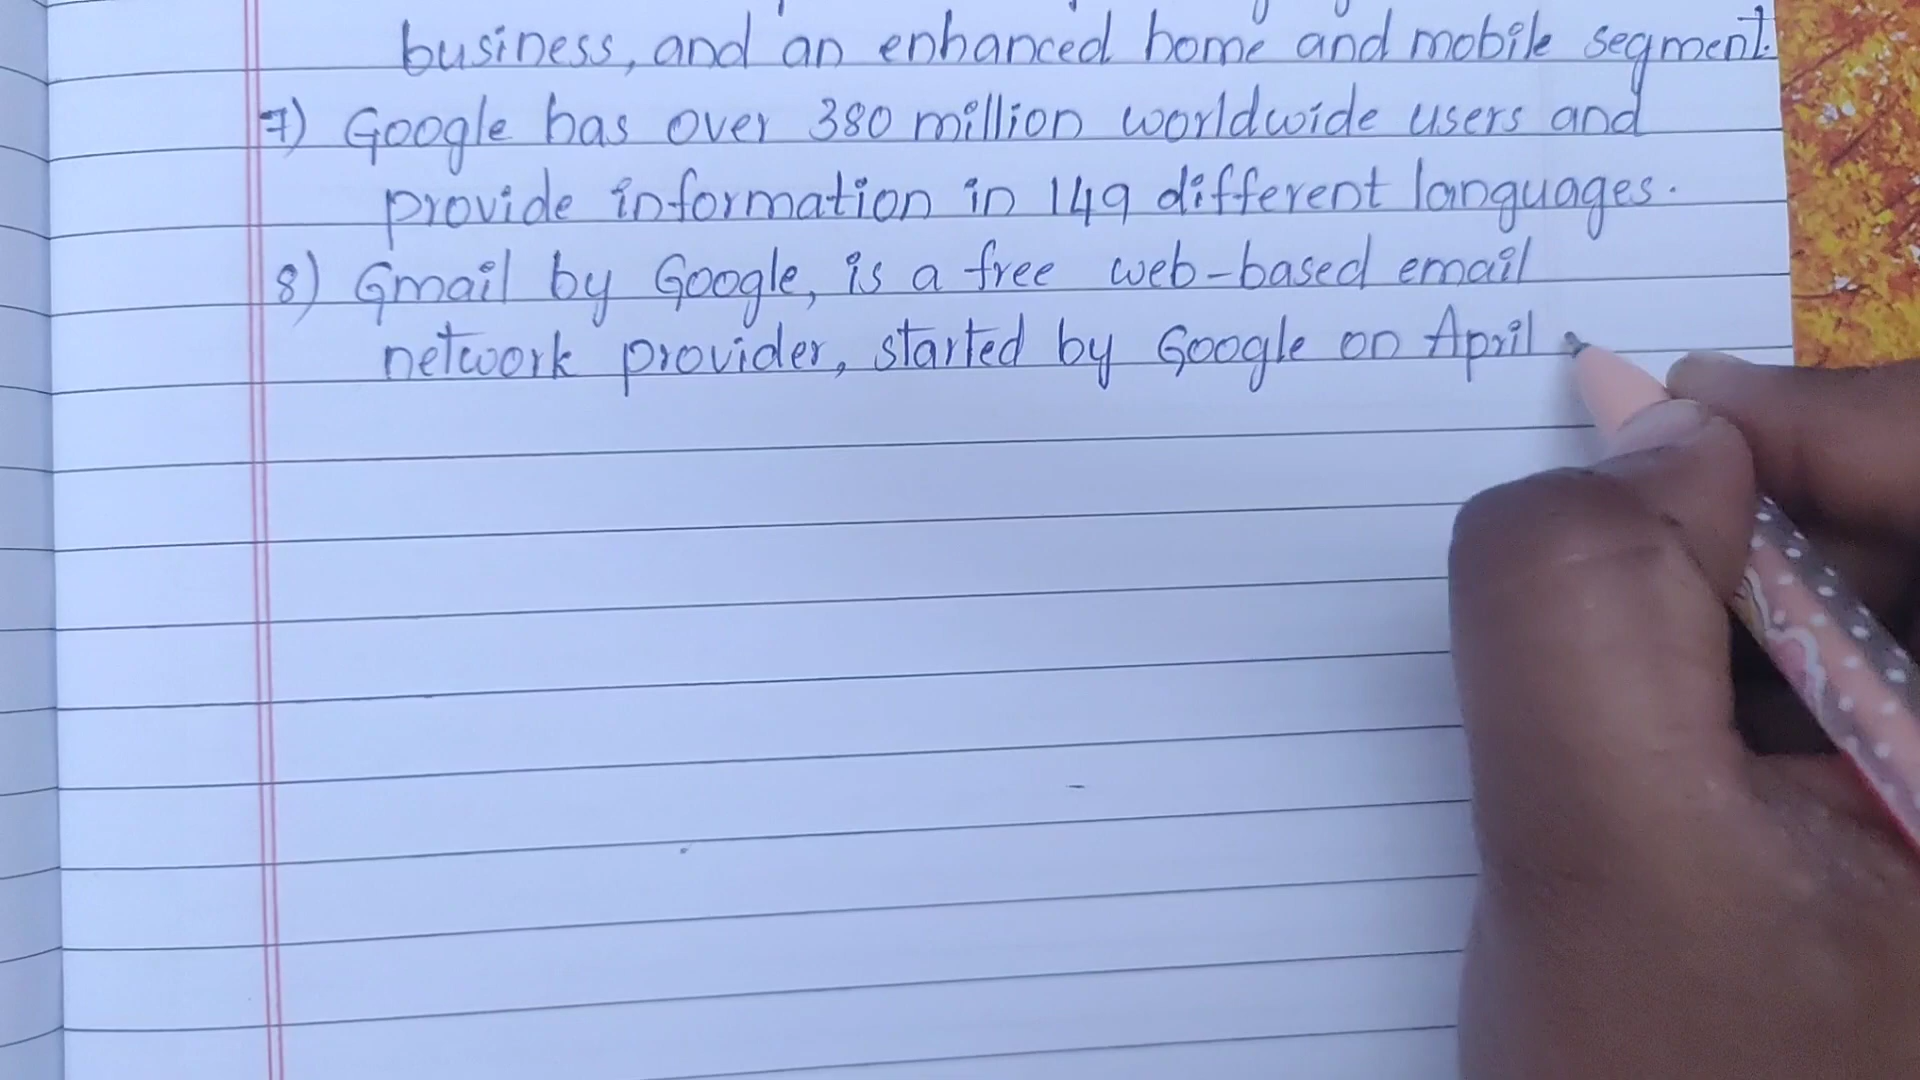 business, and an enhanced home and mobile segment.
7) Google has over 380 million worldwide users and
provide information in 149 different languages.
8) Gmail by Google, is a free web-based email
network provider, started by Google on April